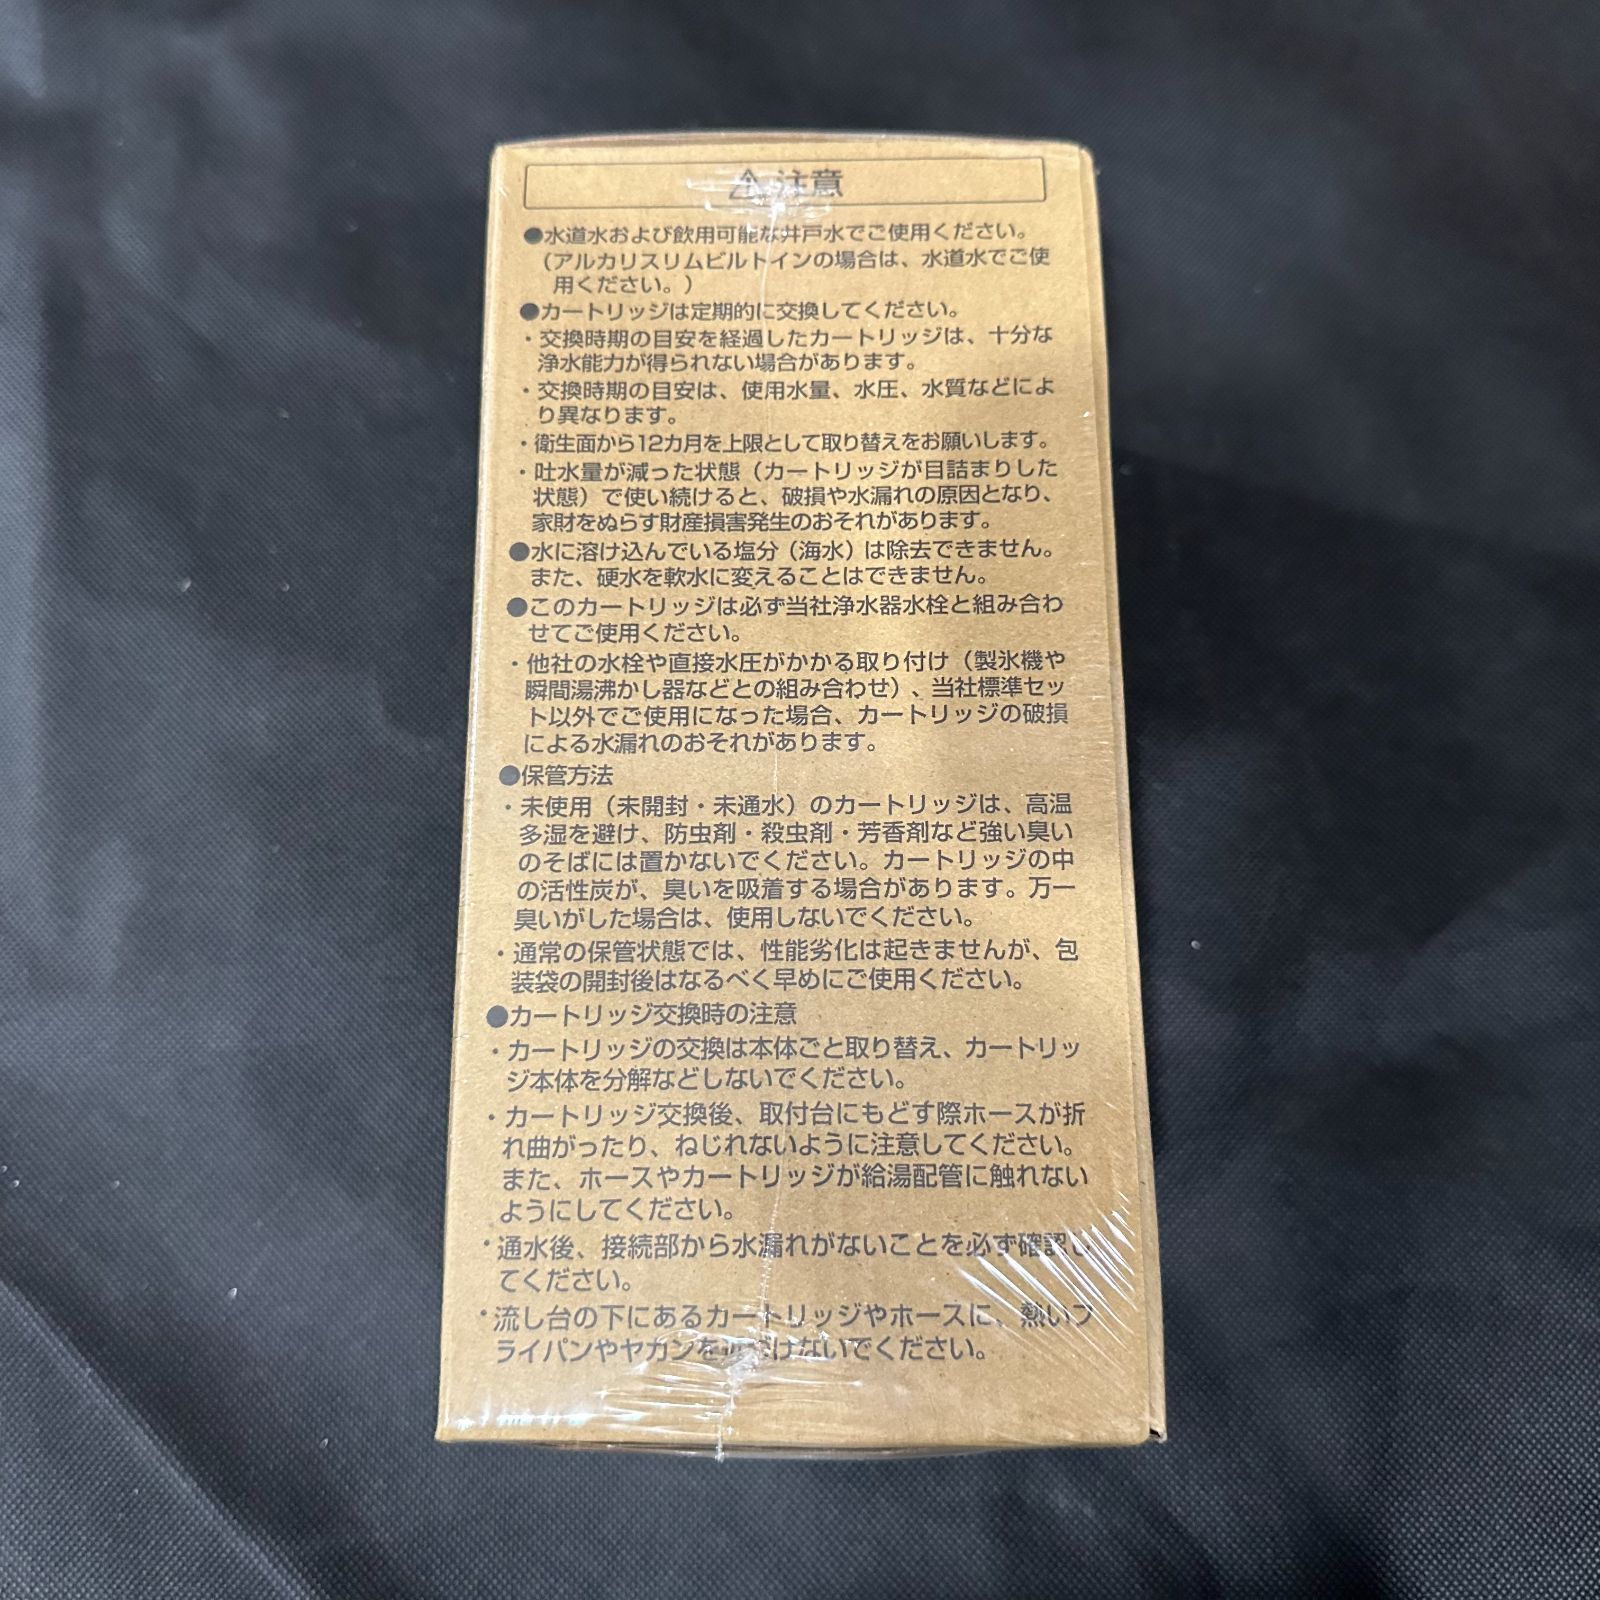 ⚠注意
●水道水および飲用可能な井戸水でご使用ください。
(アルカリスリムビルトインの場合は、水道水でご使
用ください。)
●カートリッジは定期的に交換してください。
・交換時期の目安を経過したカートリッジは、十分な
浄水能力が得られない場合があります。
・交換時期の目安は、使用水量、水圧、水質などによ
り異なります。
・衛生面から12カ月を上限として取り替えをお願いします。
・吐水量が減った状態(カートリッジが目詰まりした
状態)で使い続けると、破損や水漏れの原因となり、
家財をぬらす財産損害発生のおそれがあります。
●水に溶け込んでいる塩分(海水)は除去できません。
また、硬水を軟水に変えることはできません。
●このカートリッジは必ず当社浄水器水栓と組み合わ
せてご使用ください。
・他社の水栓や直接水圧がかかる取り付け(製氷機や
瞬間湯沸かし器などとの組み合わせ)、当社標準セッ
ト以外でご使用になった場合、カートリッジの破損
による水漏れのおそれがあります。
●保管方法
・未使用(未開封・未通水)のカートリッジは、高温
多湿を避け、防虫剤・殺虫剤・芳香剤など強い臭い
のそばには置かないでください。カートリッジの中
の活性炭が、臭いを吸着する場合があります。万一
臭いがした場合は、使用しないでください。
・通常の保管状態では、性能劣化は起きませんが、包
装袋の開封後はなるべく早めにご使用ください。
●カートリッジ交換時の注意
・カートリッジの交換は本体ごと取り替え、カートリッ
ジ本体を分解などしないでください。
・カートリッジ交換後、取付台にもどす際ホースが折
れ曲がったり、ねじれないように注意してください。
また、ホースやカートリッジが給湯配管に触れない
ようにしてください。
・通水後、接続部から水漏れがないことを必ず確認し
てください。
・流し台の下にあるカートリッジやホースに、熱いフ
ライパンやヤカンを近づけないでください。